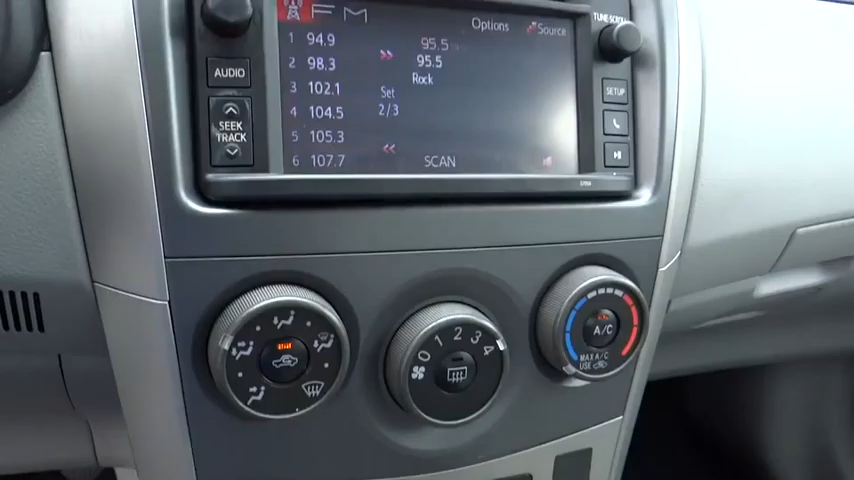 FM
Options
Source
TUNE·SCROLL
1 94.9
95.5
2 98.3
95.5
AUDIO
Rock
SETUP
3 102.1
Set
4 104.5
2/3
SEEK
TRACK
5 105.3
6 107.7
SCAN
0 1 2 3 4
A/C
MAX A/C
USE